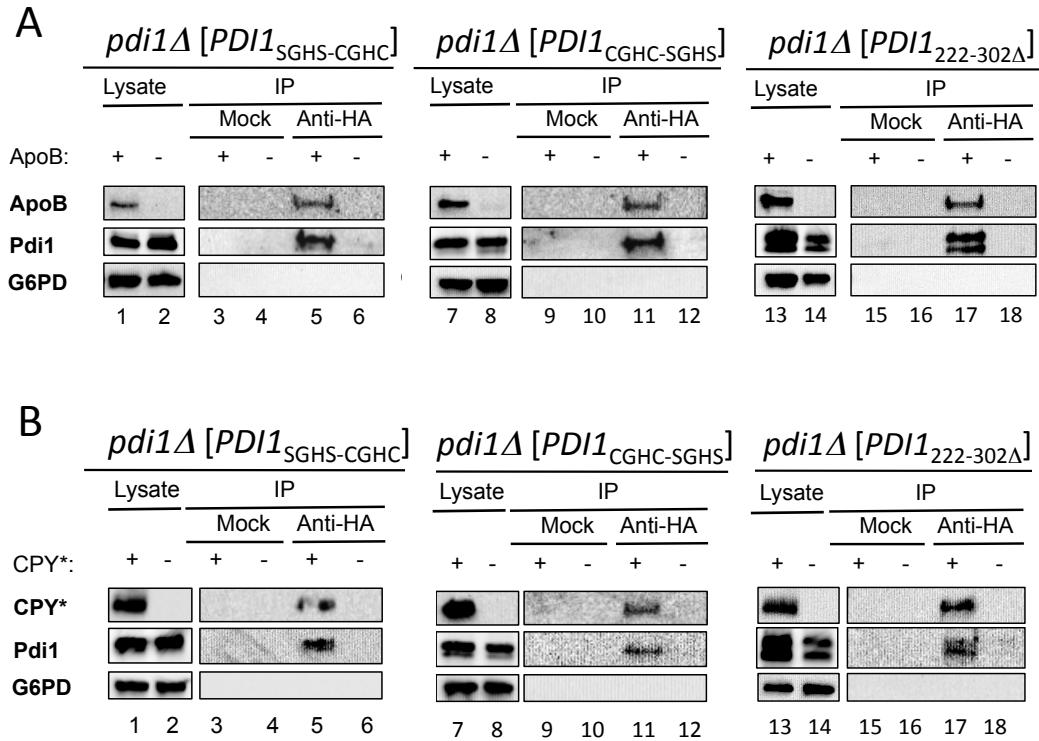 A
pdi1Δ [PDI1SGHS-CGHC] pdi1Δ [PDI1CGHC-SGHS] pdi1Δ [PDI1222-302Δ]
Lysate IP Lysate IP Lysate IP
Mock Anti-HA Mock Anti-HA Mock Anti-HA
ApoB: + - + - + - + - + - + - + - + - + -
ApoB
Pdi1
G6PD
1 2 3 4 5 6 7 8 9 10 11 12 13 14 15 16 17 18
B
pdi1Δ [PDI1SGHS-CGHC] pdi1Δ [PDI1CGHC-SGHS] pdi1Δ [PDI1222-302Δ]
Lysate IP Lysate IP Lysate IP
Mock Anti-HA Mock Anti-HA Mock Anti-HA
CPY*: + - + - + - + - + - + - + - + - + -
CPY*
Pdi1
G6PD
1 2 3 4 5 6 7 8 9 10 11 12 13 14 15 16 17 18